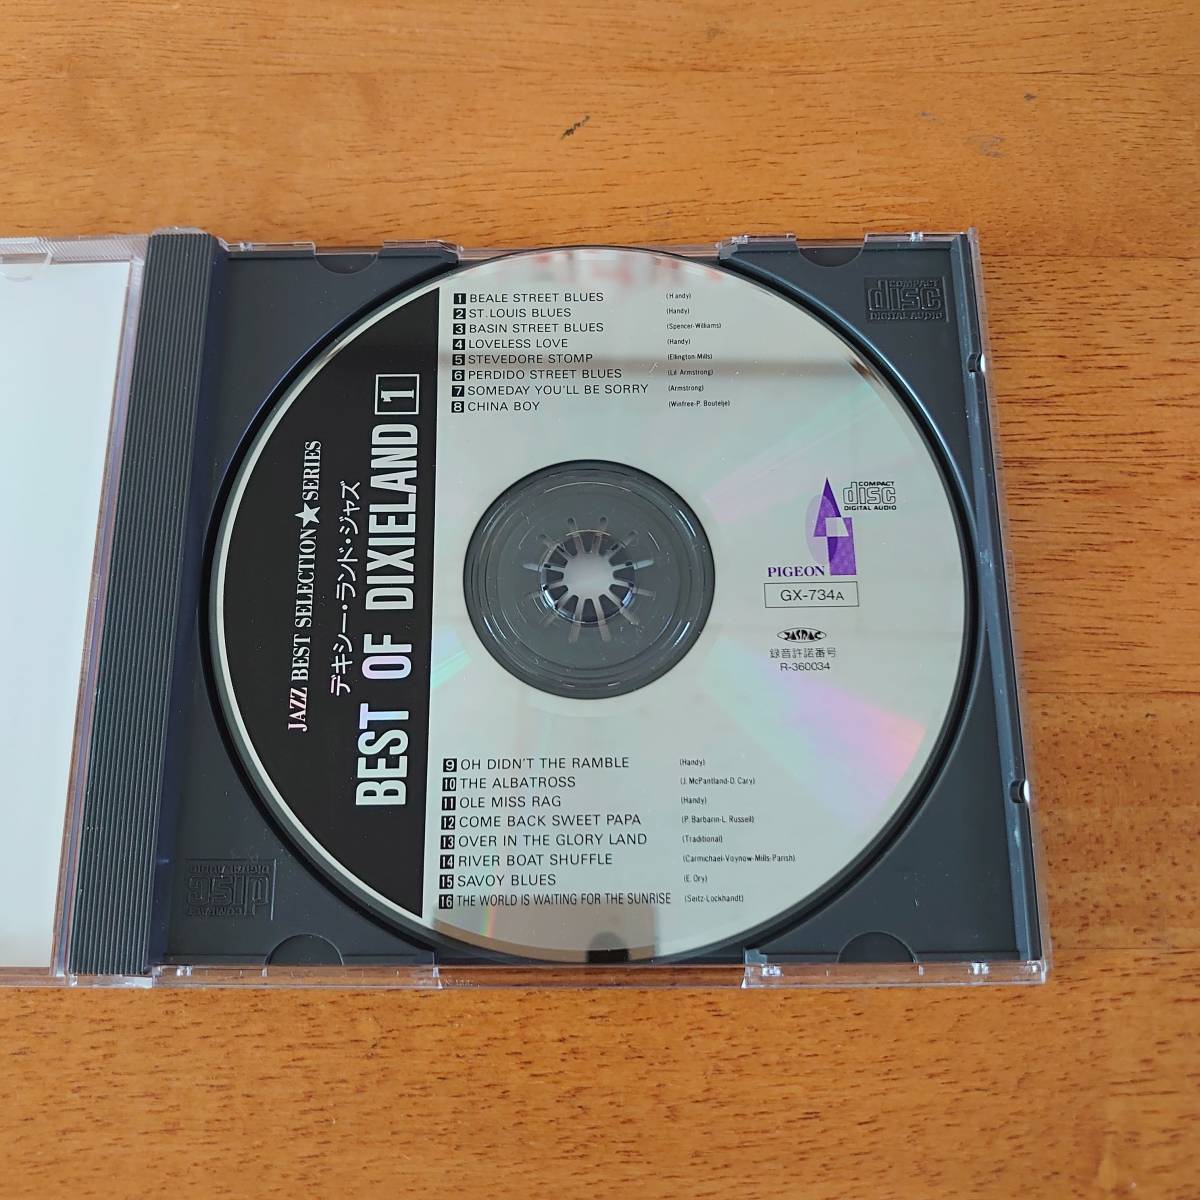 JAZZ BEST SELECTION★SERIES
デキシー・ランド・ジャズ
BEST OF DIXIELAND 1
1 BEALE STREET BLUES (Handy)
2 ST.LOUIS BLUES (Handy)
3 BASIN STREET BLUES (Spencer-Williams)
4 LOVELESS LOVE (Handy)
5 STEVEDORE STOMP (Ellington-Mills)
6 PERDIDO STREET BLUES (Lil Armstrong)
7 SOMEDAY YOU'LL BE SORRY (Armstrong)
8 CHINA BOY (Winfree-P. Boutelje)
COMPACT
disc
DIGITAL AUDIO
PIGEON
GX-734A
JASRAC
録音許諾番号
R-360034
9 OH DIDN'T THE RAMBLE (Handy)
10 THE ALBATROSS (J. McPantland-D. Cary)
11 OLE MISS RAG (Handy)
12 COME BACK SWEET PAPA (P. Barbarin-L. Russell)
13 OVER IN THE GLORY LAND (Traditional)
14 RIVER BOAT SHUFFLE (Carmichael-Voynow-Mills-Parish)
15 SAVOY BLUES (E. Ory)
16 THE WORLD IS WAITING FOR THE SUNRISE (Seitz-Lockhandt)
COMPACT
disc
DIGITAL AUDIO
COMPACT
disc
Digital Audio